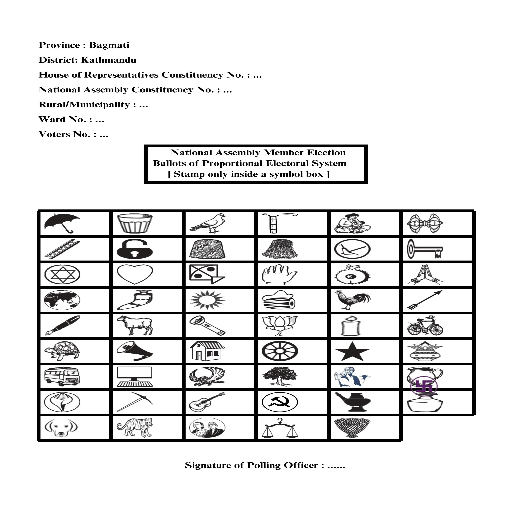 Province : Bagmati
District: Kathmandu
House of Representatives Constituency No. : ...
National Assembly Constituency No. : ...
Rural/Municipality : ...
Ward No. : ...
Voters No. : ...
National Assembly Member Election
Ballots of Proportional Electoral System
[ Stamp only inside a symbol box ]
Signature of Polling Officer : ......